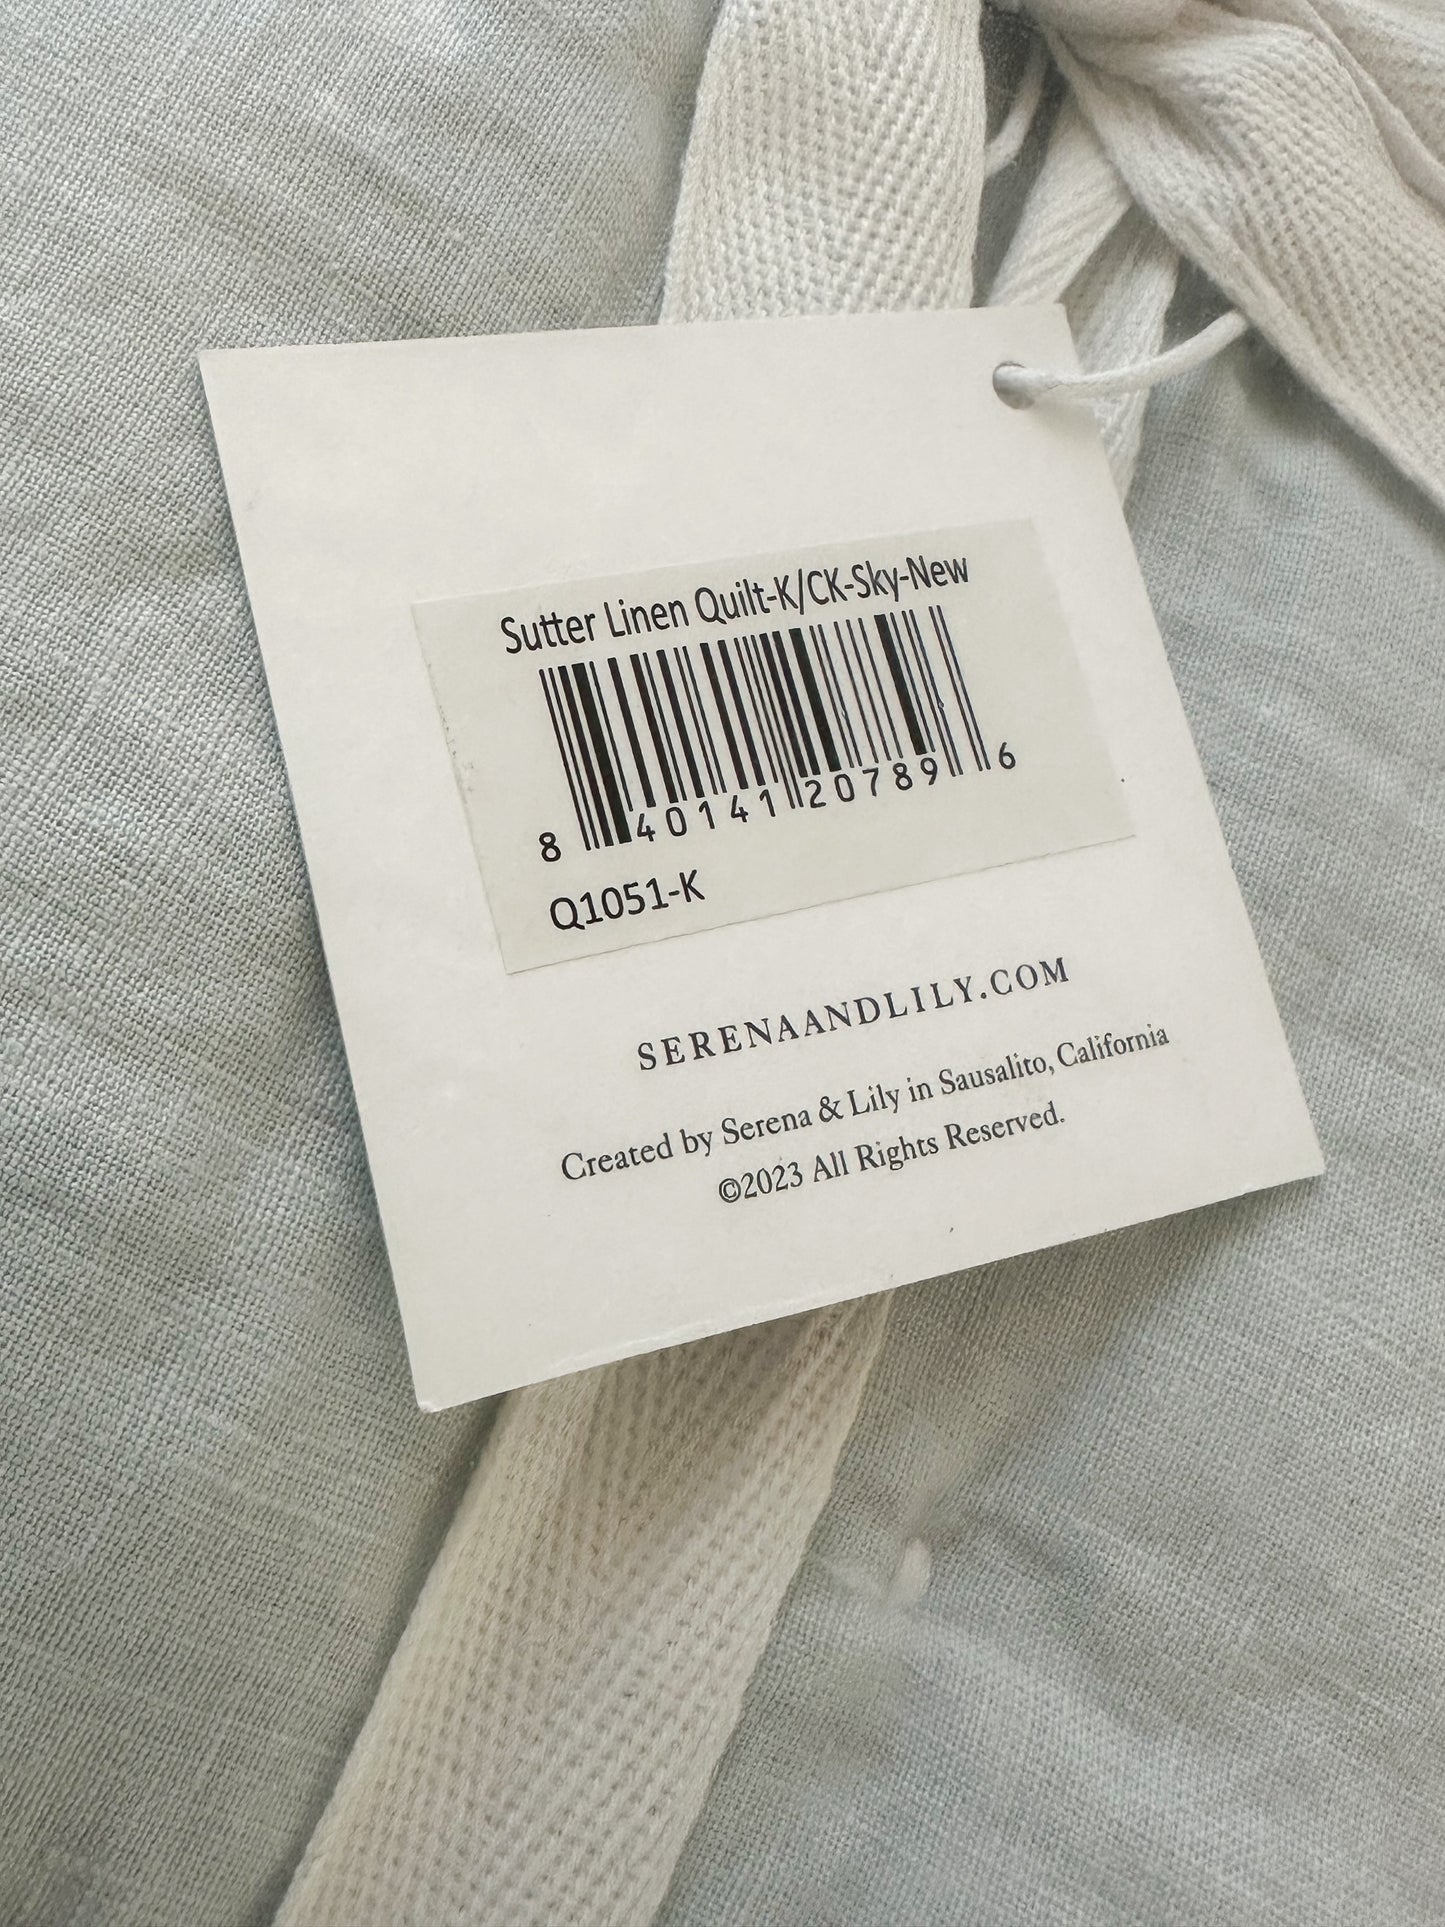 Sutter Linen Quilt-K/CK-Sky-New
8 40141 20789 6
Q1051-K
SERENAANDLILY.COM
Created by Serena & Lily in Sausalito, California
©2023 All Rights Reserved.